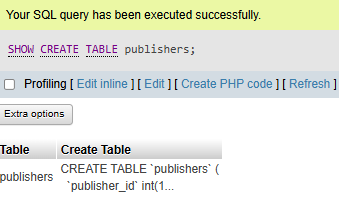 Your SQL query has been executed successfully.
SHOW CREATE TABLE publishers;
Profiling [ Edit inline ] [ Edit ] [ Create PHP code ] [ Refresh ]
Extra options
Table Create Table
publishers CREATE TABLE `publishers` (
`publisher_id` int(1...